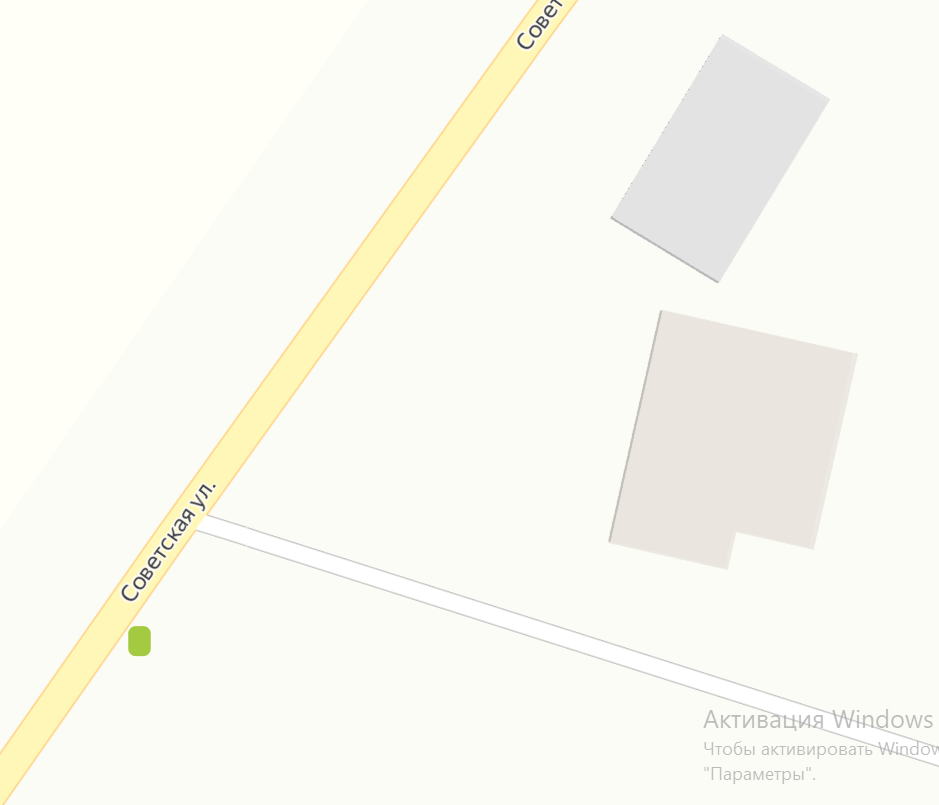 Совет
Советская ул.
Активация Windows
Чтобы активировать Window
"Параметры".